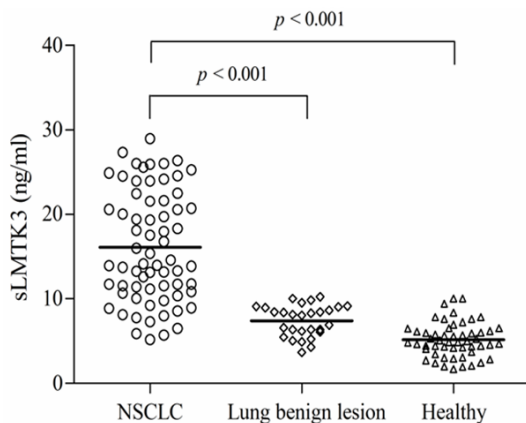 p < 0.001
p < 0.001
sLMTK3 (ng/ml)
40
30
20
10
0
NSCLC
Lung benign lesion
Healthy